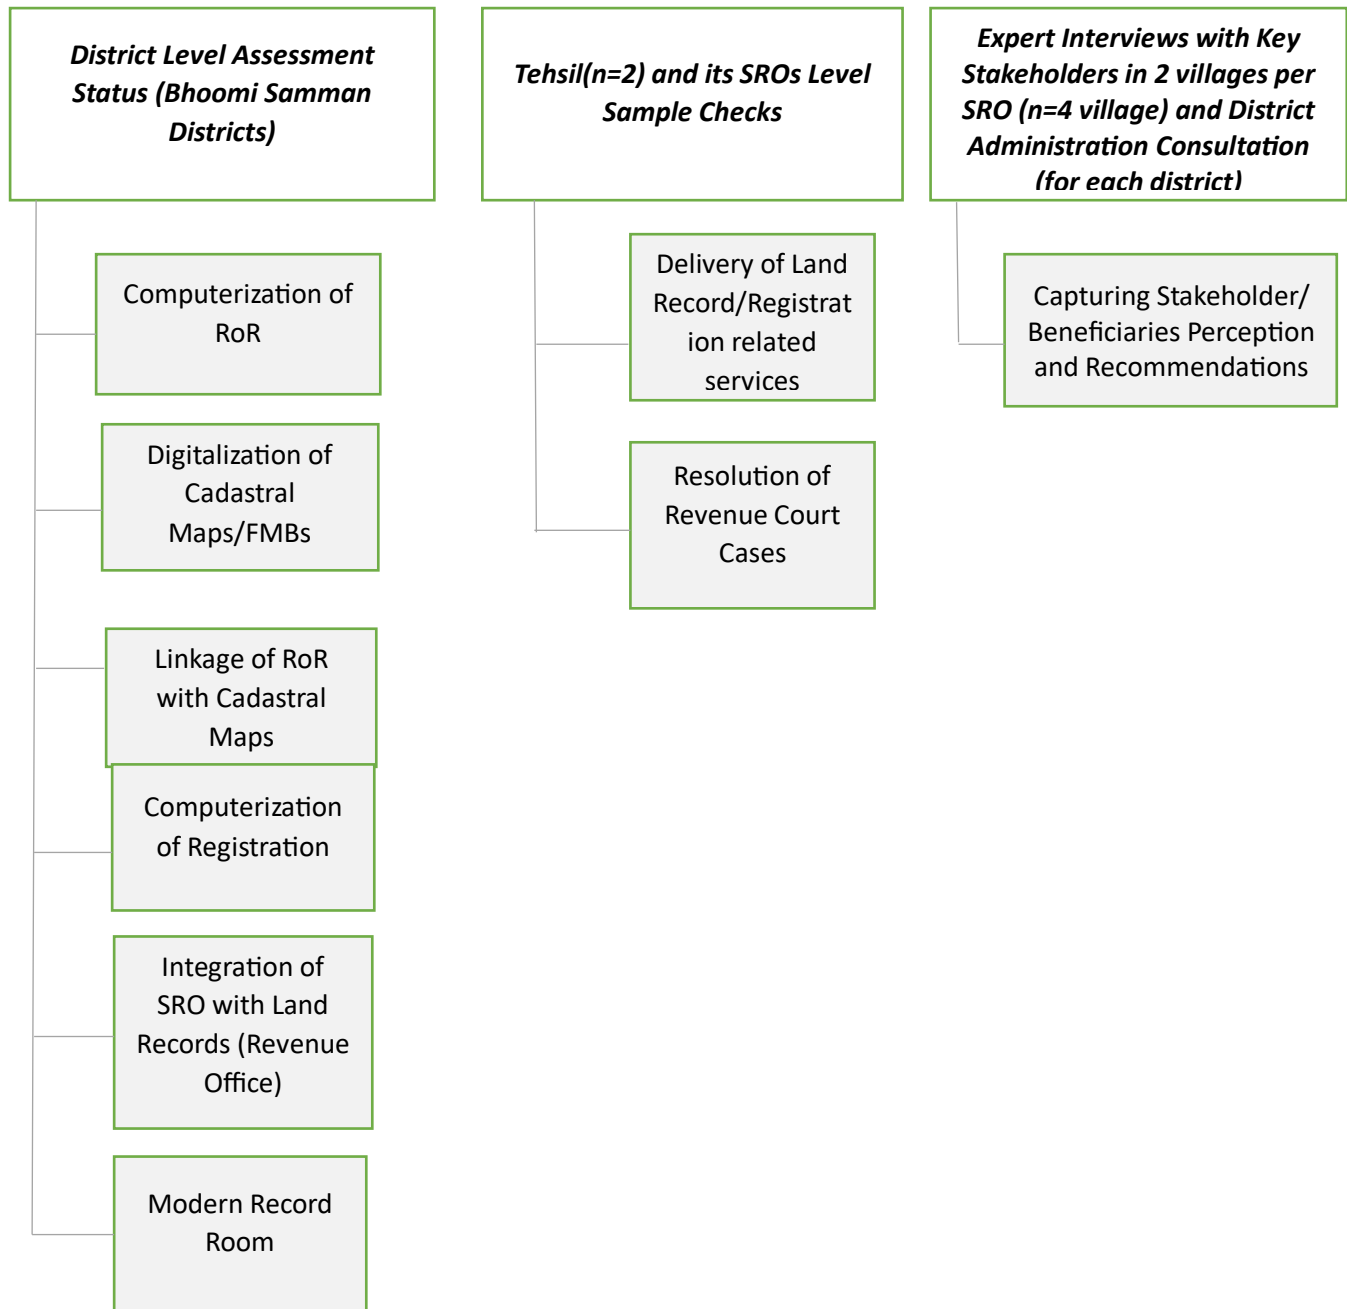 District Level Assessment
Status (Bhoomi Samman
Districts)
Computerization of
RoR
Digitalization of
Cadastral
Maps/FMBs
Linkage of RoR
with Cadastral
Maps
Computerization
of Registration
Integration of
SRO with Land
Records (Revenue
Office)
Modern Record
Room
Tehsil(n=2) and its SROs Level
Sample Checks
Delivery of Land
Record/Registrat
ion related
services
Resolution of
Revenue Court
Cases
Expert Interviews with Key
Stakeholders in 2 villages per
SRO (n=4 village) and District
Administration Consultation
(for each district)
Capturing Stakeholder/
Beneficiaries Perception
and Recommendations